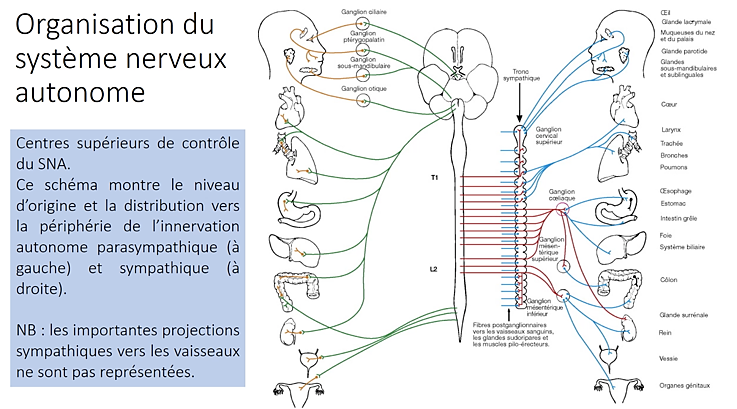 Organisation du
système nerveux
autonome
Centres supérieurs de contrôle
du SNA.
Ce schéma montre le niveau
d'origine et la distribution vers
la périphérie de l'innervation
autonome parasympathique (à
gauche) et sympathique (à
droite).
NB : les importantes projections
sympathiques vers les vaisseaux
ne sont pas représentées.
Ganglion ciliaire
Ganglion
ptérygopalatin
Ganglion
sous-mandibulaire
Ganglion otique
T1
L2
Tronc
sympathique
Ganglion
cervical
supérieur
Ganglion
cœliaque
Ganglion
mésen-
térique
supérieur
Ganglion
mésentérique
inférieur
Fibres postganglionnaires
vers les vaisseaux sanguins,
les glandes sudoripares et
les muscles pilo-érecteurs.
Œil
Glande lacrymale
Muqueuses du nez
et du palais
Glande parotide
Glandes
sous-mandibulaires
et sublinguales
Cœur
Larynx
Trachée
Bronches
Poumons
Œsophage
Estomac
Intestin grêle
Foie
Système biliaire
Côlon
Glande surrénale
Rein
Vessie
Organes génitaux